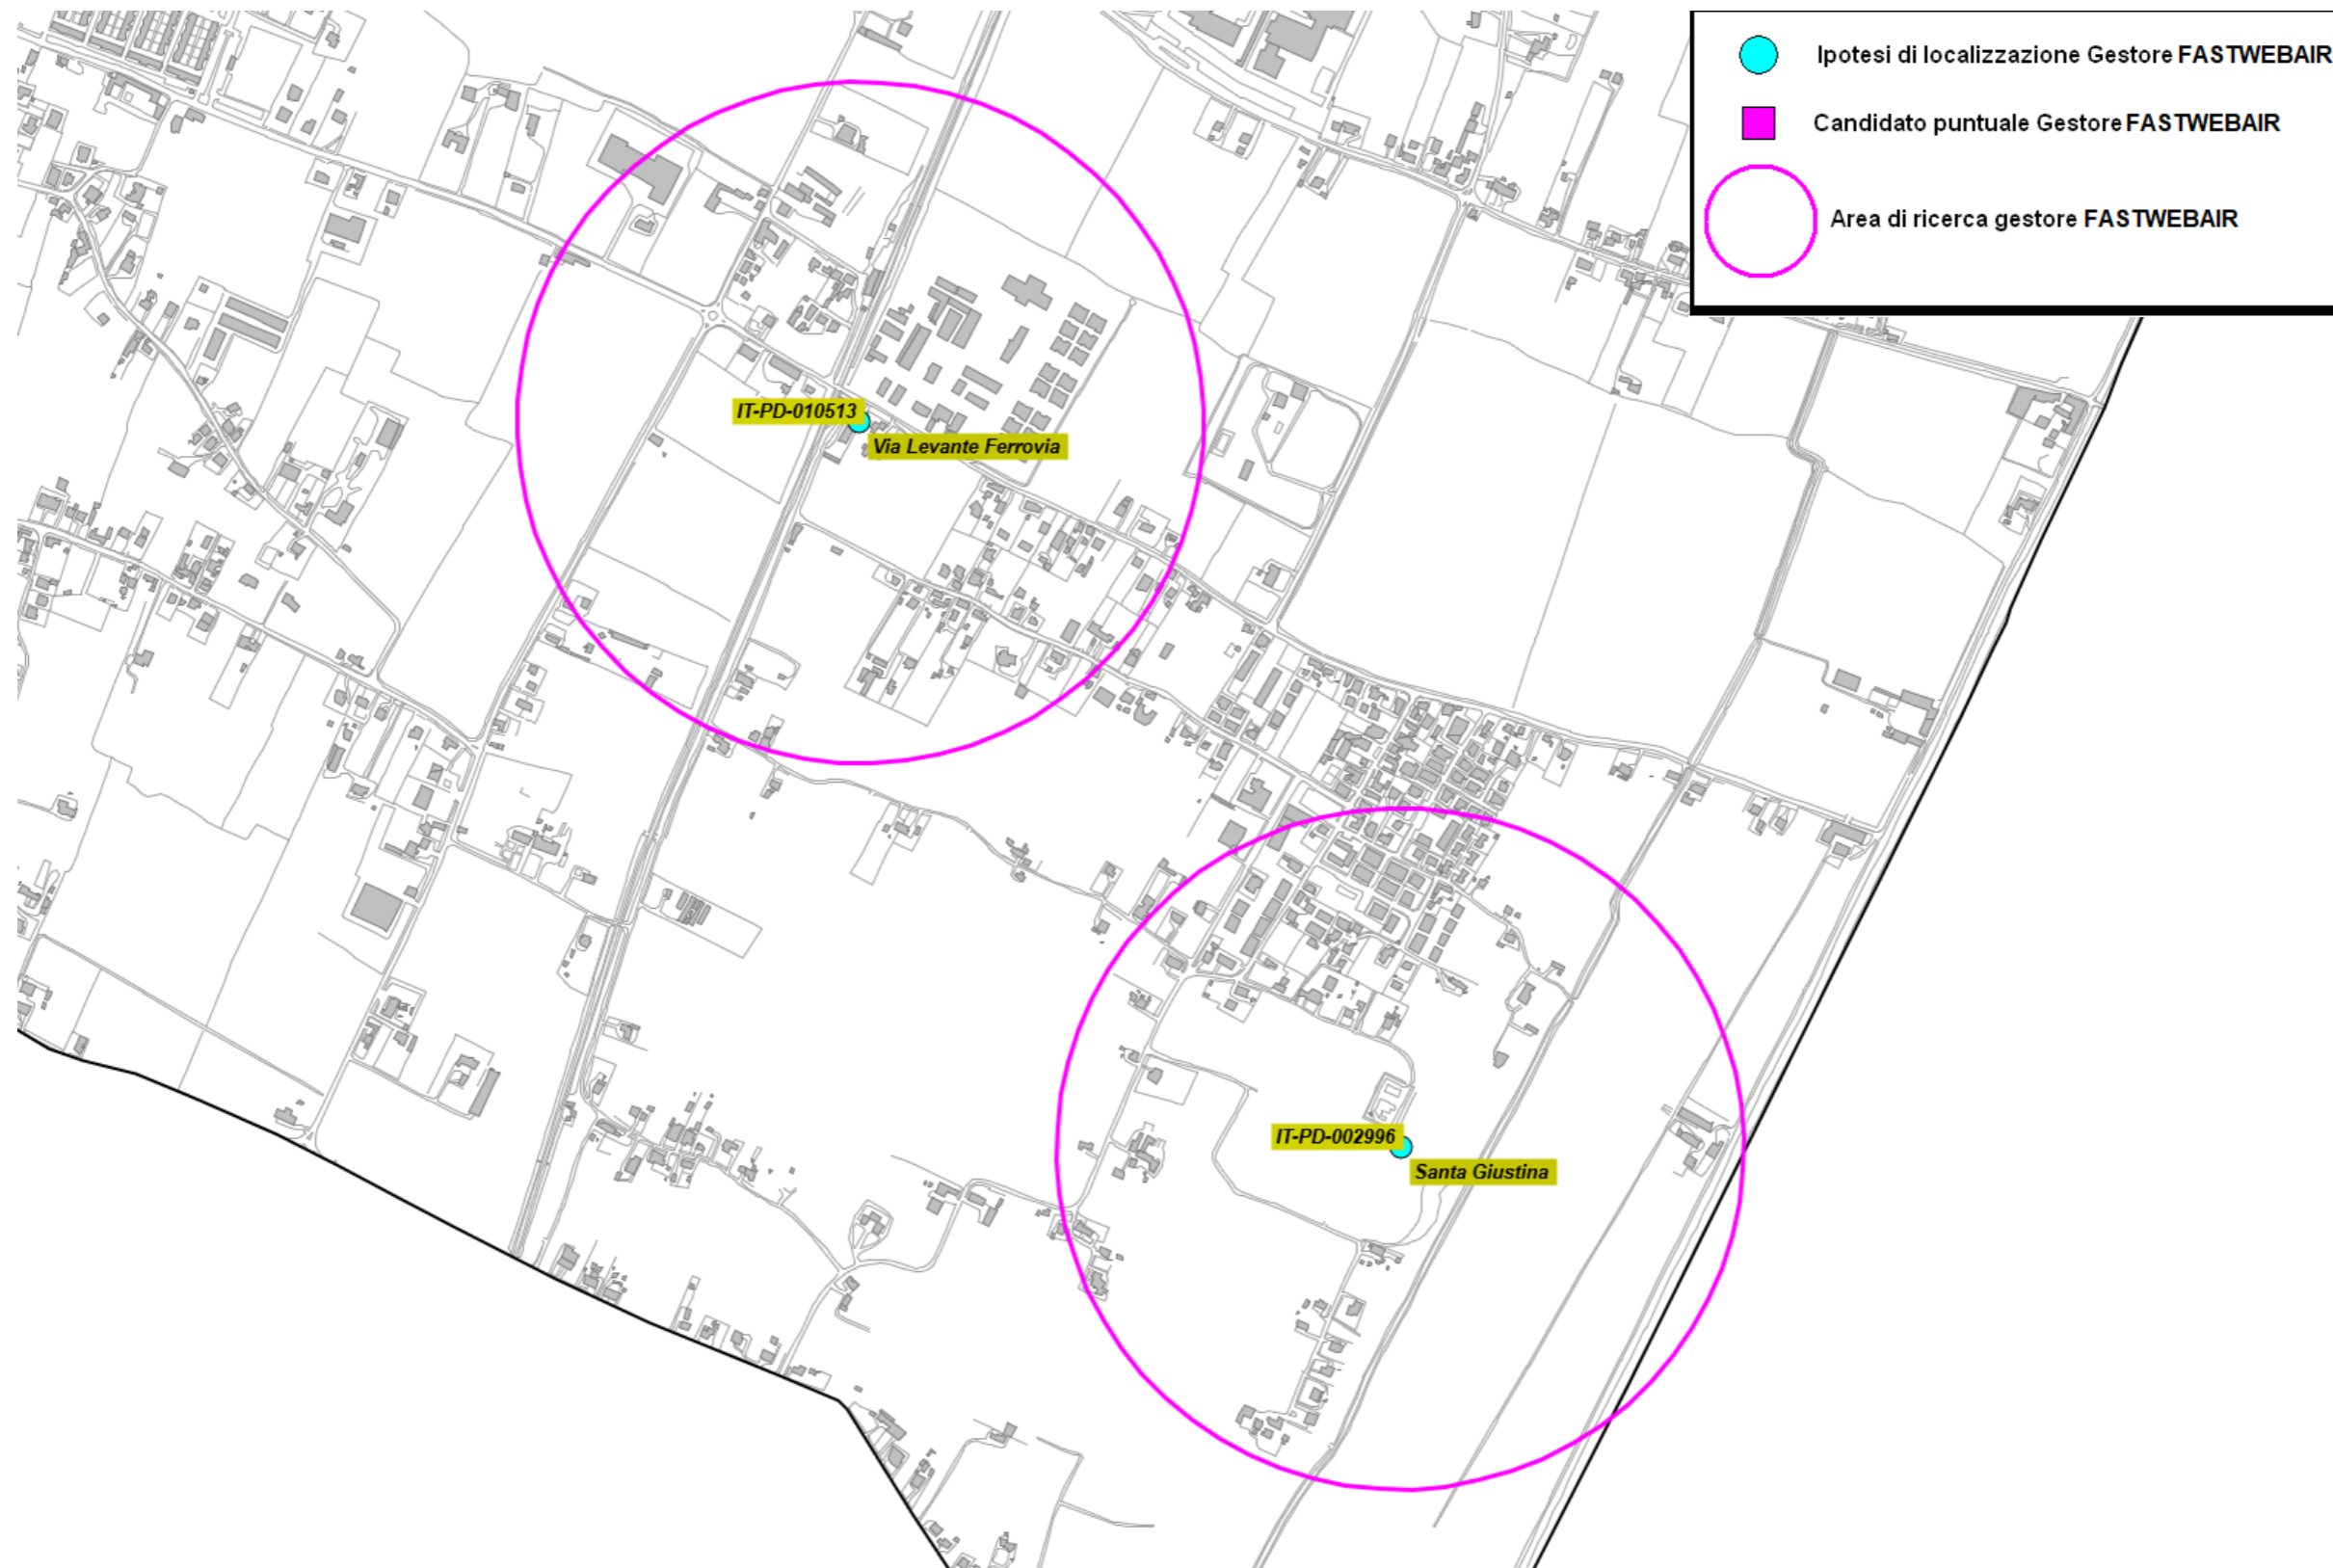 Ipotesi di localizzazione Gestore FASTWEBAIR
Candidato puntuale Gestore FASTWEBAIR
Area di ricerca gestore FASTWEBAIR
IT-PD-010513
Via Levante Ferrovia
IT-PD-002996
Santa Giustina